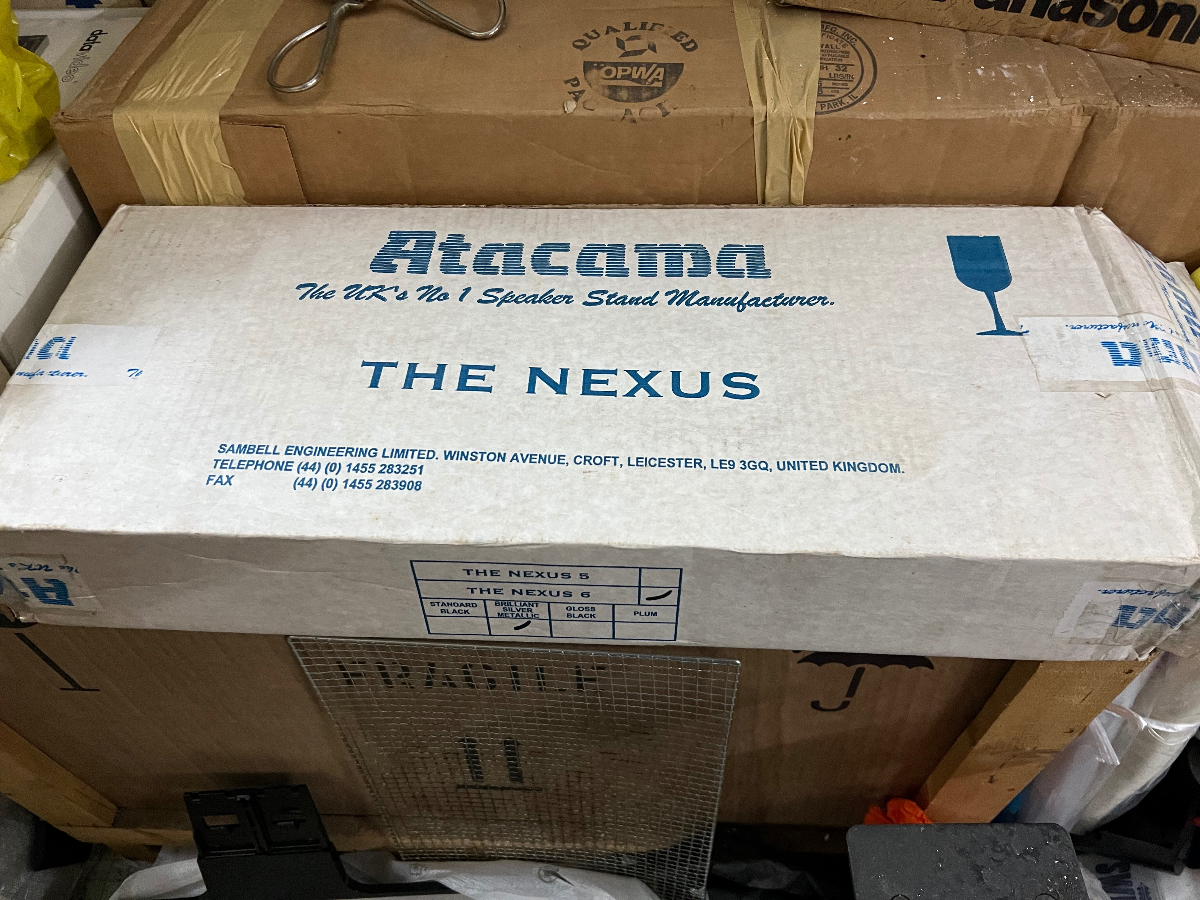 datavideo
QUALIFIED
OPWA
Panasonic
Atacama
The UK's No 1 Speaker Stand Manufacturer.
THE NEXUS
SAMBELL ENGINEERING LIMITED. WINSTON AVENUE, CROFT, LEICESTER, LE9 3GQ, UNITED KINGDOM.
TELEPHONE (44) (0) 1455 283251
FAX (44) (0) 1455 283908
THE NEXUS 5
THE NEXUS 6
STANDARD BLACK
BRILLIANT SILVER METALLIC
GLOSS BLACK
PLUM
FRAGILE